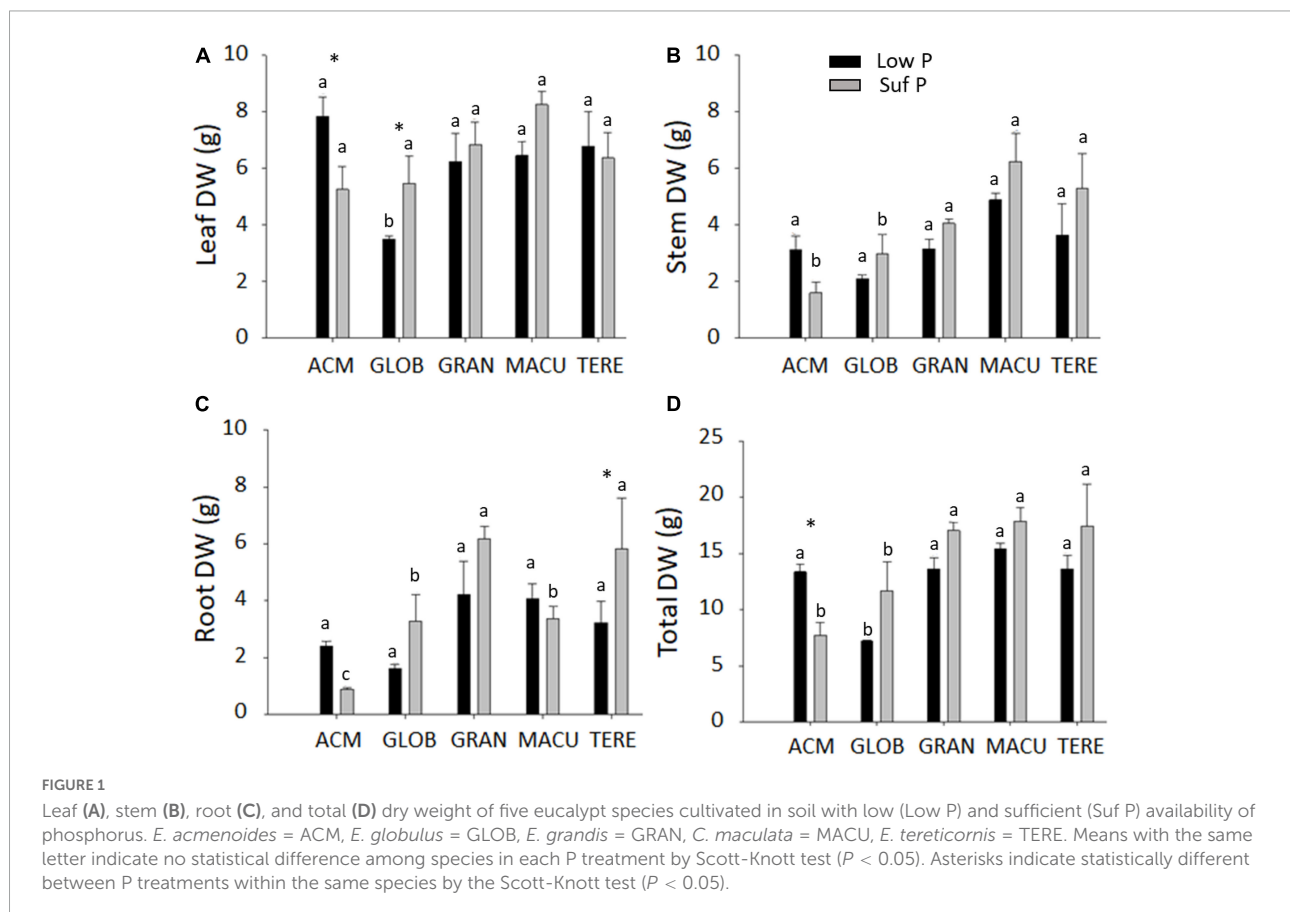 A
10
8
6
4
2
0
Leaf DW (g)
a
*
a
b
*
a
a
a
a
a
a
a
ACM GLOB GRAN MACU TERE
B
10
8
6
4
2
0
Stem DW (g)
Low P
Suf P
a
b
a
b
a
a
a
a
a
a
ACM GLOB GRAN MACU TERE
C
10
8
6
4
2
0
Root DW (g)
a
c
a
b
a
a
a
b
a
*
a
ACM GLOB GRAN MACU TERE
D
25
20
15
10
5
0
Total DW (g)
a
*
b
b
b
a
a
a
a
a
a
ACM GLOB GRAN MACU TERE
FIGURE 1
Leaf (A), stem (B), root (C), and total (D) dry weight of five eucalypt species cultivated in soil with low (Low P) and sufficient (Suf P) availability of
phosphorus. E. acmenoides = ACM, E. globulus = GLOB, E. grandis = GRAN, C. maculata = MACU, E. tereticornis = TERE. Means with the same
letter indicate no statistical difference among species in each P treatment by Scott-Knott test (P < 0.05). Asterisks indicate statistically different
between P treatments within the same species by the Scott-Knott test (P < 0.05).